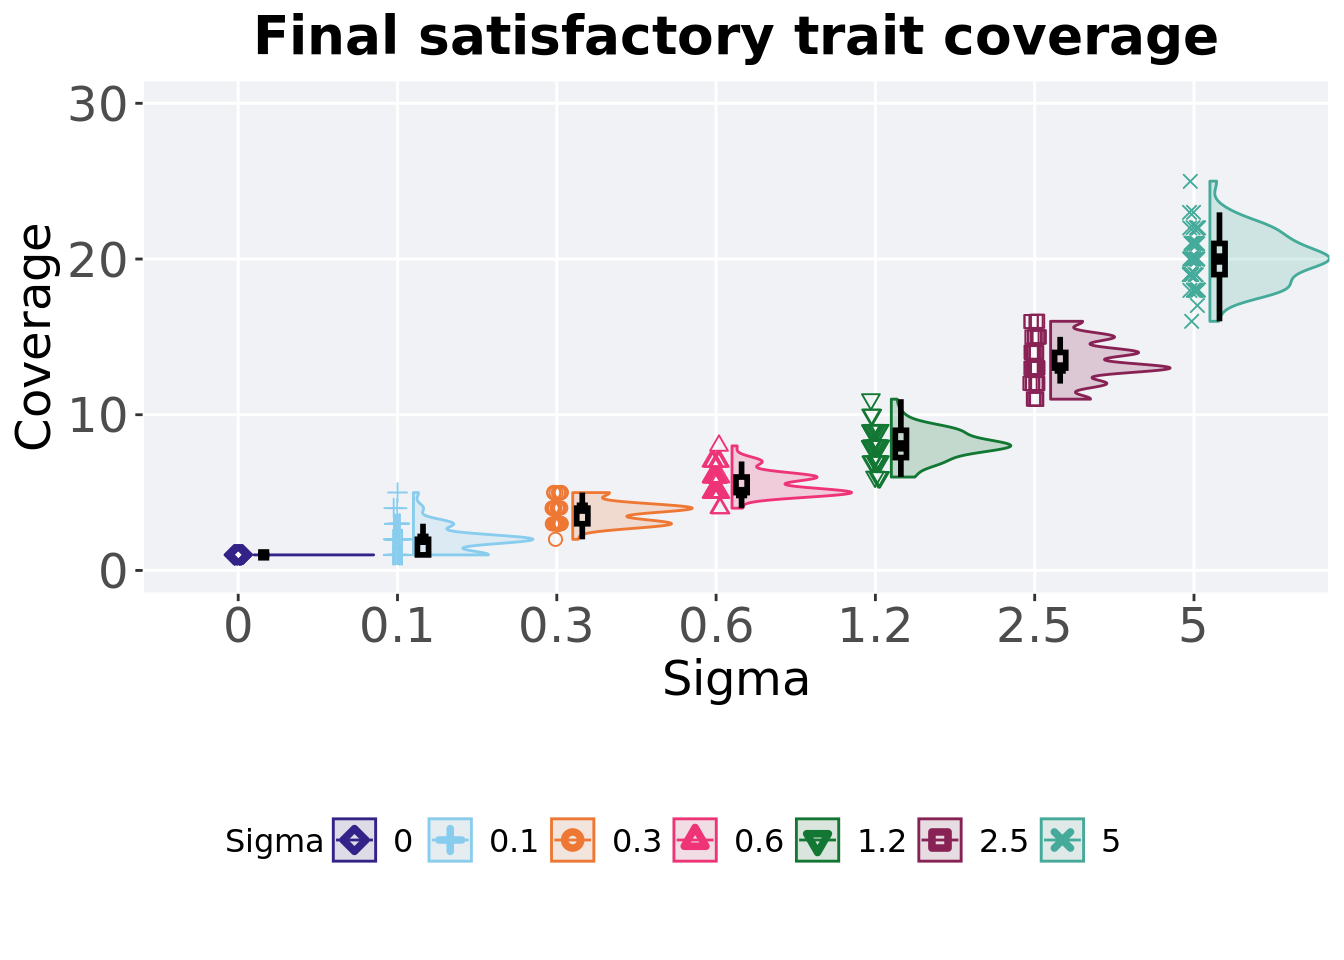 Final satisfactory trait coverage
30
20
10
0
Coverage
0 0.1 0.3 0.6 1.2 2.5 5
Sigma
Sigma 0 0.1 0.3 0.6 1.2 2.5 5